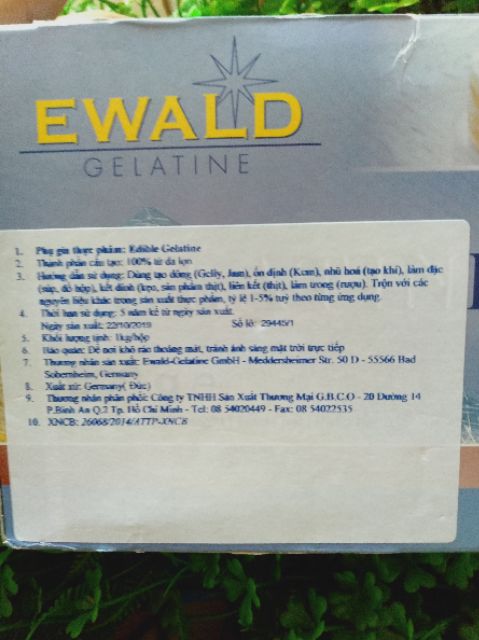 EWALD
GELATINE
1. Phụ gia thực phẩm: Edible Gelatine
2. Thành phần cấu tạo: 100% từ da lợn
3. Hướng dẫn sử dụng: Dùng tạo đông (Gelly, Jam), ổn định (Kem), nhũ hoá (tạo khí), làm đặc
(súp, đồ hộp), kết dính (kẹo, sản phẩm thịt), liên kết (thịt), làm trong (rượu). Trộn với các
nguyên liệu khác trong sản xuất thực phẩm, tỷ lệ 1-5% tuỳ theo từng ứng dụng.
4. Thời hạn sử dụng: 5 năm kể từ ngày sản xuất.
Ngày sản xuất: 22/10/2019 Số lô: 29445/1
5. Khối lượng tịnh: 1kg/hộp
6. Bảo quản: Để nơi khô ráo thoáng mát, tránh ánh sáng mặt trời trực tiếp
7. Thương nhân sản xuất: Ewald-Gelatine GmbH - Meddersheimer Str. 50 D - 55566 Bad
Sobernheim, Germany
8. Xuất xứ: Germany( Đức)
9. Thương nhân phân phối: Công ty TNHH Sản Xuất Thương Mại G.B.C.O - 20 Đường 14
P.Bình An Q.2 Tp. Hồ Chí Minh - Tel: 08 54020449 - Fax: 08 54022535
10. XNCB: 26068/2014/ATTP-XNCB